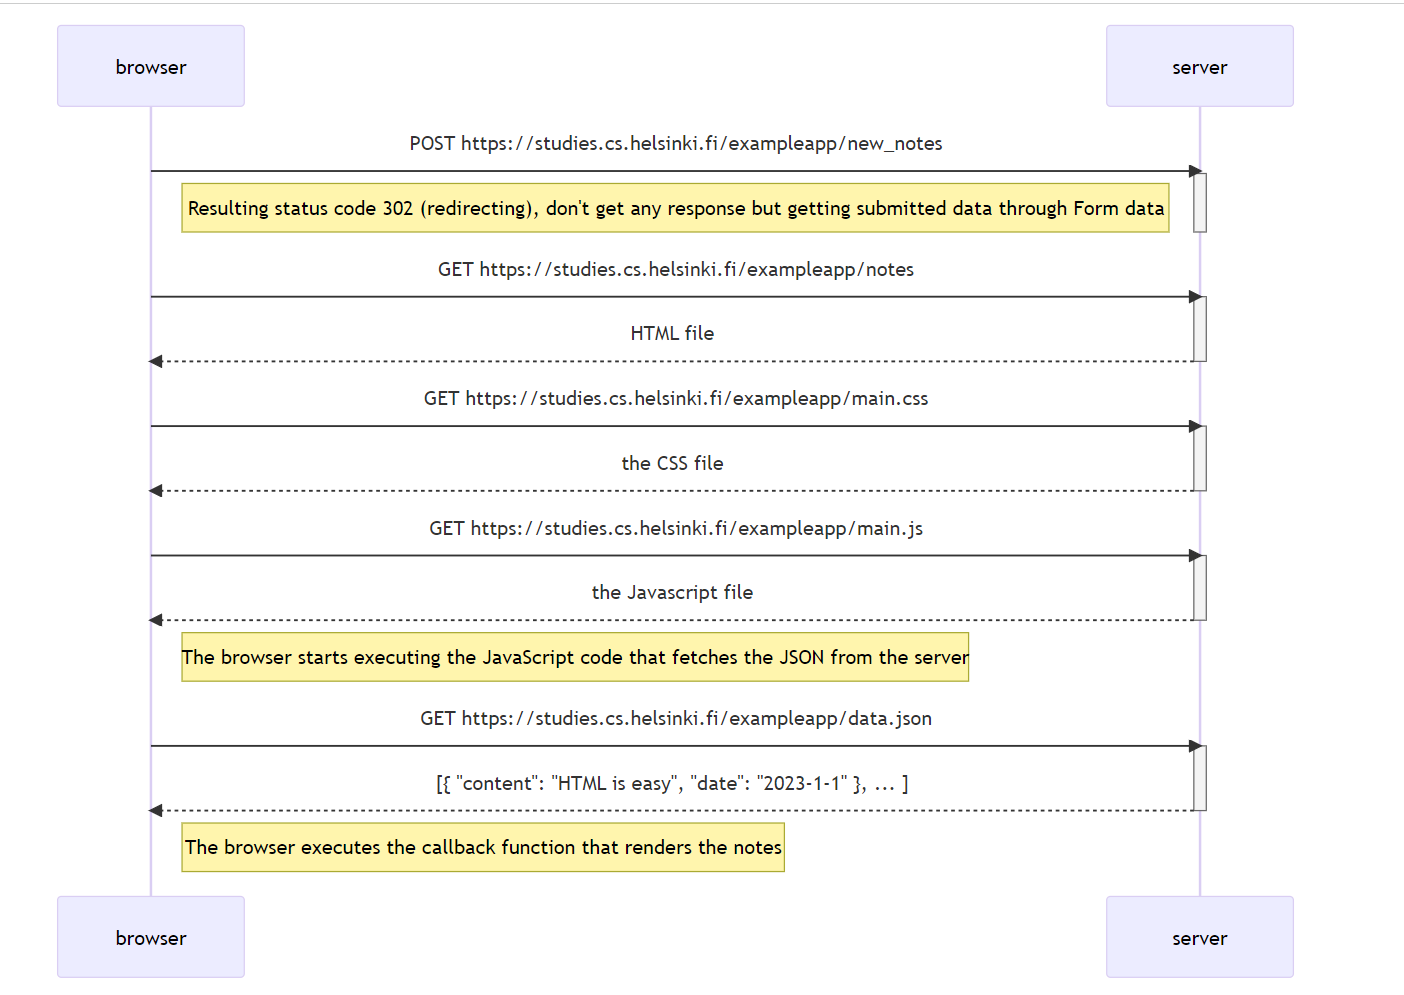 browser
server
POST https://studies.cs.helsinki.fi/exampleapp/new_notes
Resulting status code 302 (redirecting), don't get any response but getting submitted data through Form data
GET https://studies.cs.helsinki.fi/exampleapp/notes
HTML file
GET https://studies.cs.helsinki.fi/exampleapp/main.css
the CSS file
GET https://studies.cs.helsinki.fi/exampleapp/main.js
the Javascript file
The browser starts executing the JavaScript code that fetches the JSON from the server
GET https://studies.cs.helsinki.fi/exampleapp/data.json
[{ "content": "HTML is easy", "date": "2023-1-1" }, ... ]
The browser executes the callback function that renders the notes
browser
server